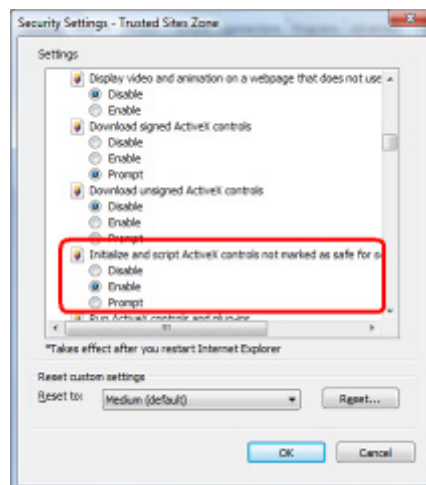 Security Settings - Trusted Sites Zone
Settings
Display video and animation on a webpage that does not use
Disable
Enable
Download signed ActiveX controls
Disable
Enable
Prompt
Download unsigned ActiveX controls
Disable
Enable
Prompt
Initialize and script ActiveX controls not marked as safe for s
Disable
Enable
Prompt
Run ActiveX controls and plug-ins
*Takes effect after you restart Internet Explorer
Reset custom settings
Reset to: Medium (default) Reset...
OK Cancel